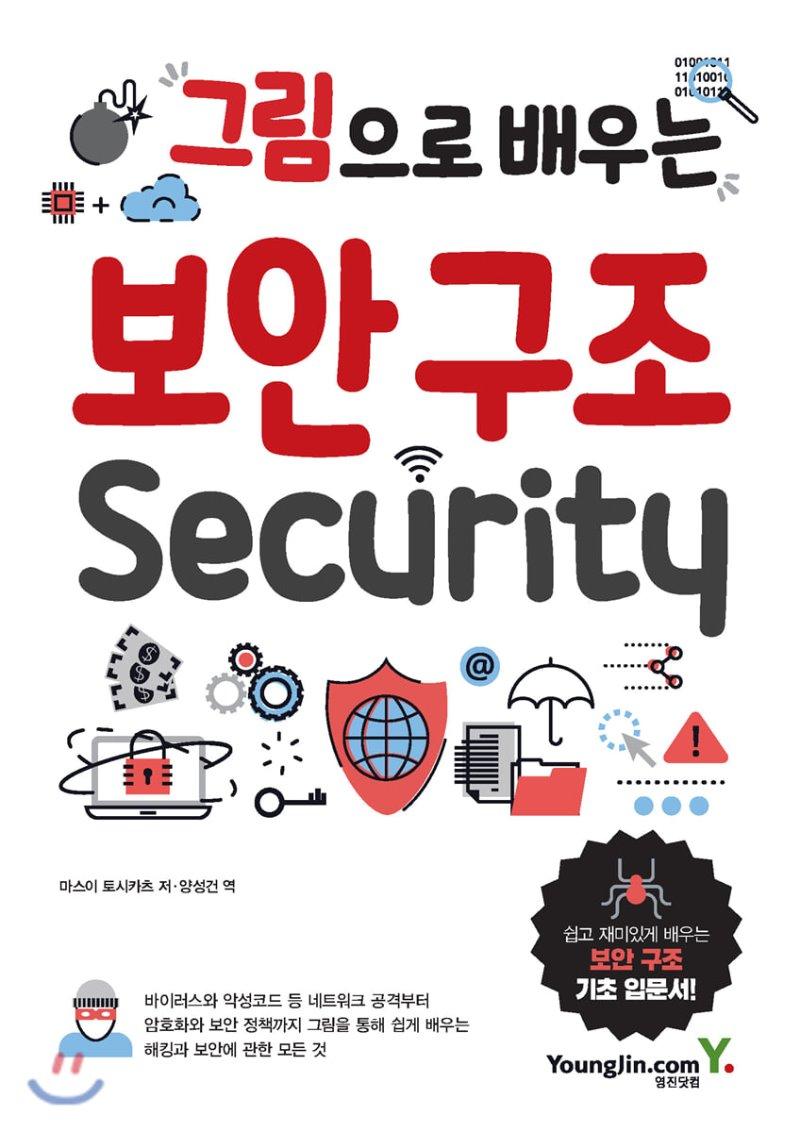 01001011
11010010
그림으로 배우는
+
보안 구조
Security
@
!
마스이 토시카츠 저·양성건 역
쉽고 재미있게 배우는
보안 구조
기초 입문서!
바이러스와 악성코드 등 네트워크 공격부터
암호화와 보안 정책까지 그림을 통해 쉽게 배우는
해킹과 보안에 관한 모든 것
YoungJin.com Y.
영진닷컴